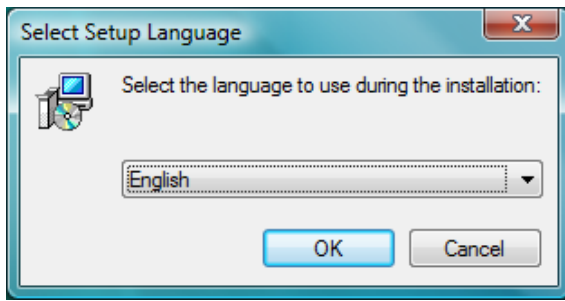 Select Setup Language
Select the language to use during the installation:
English
OK
Cancel